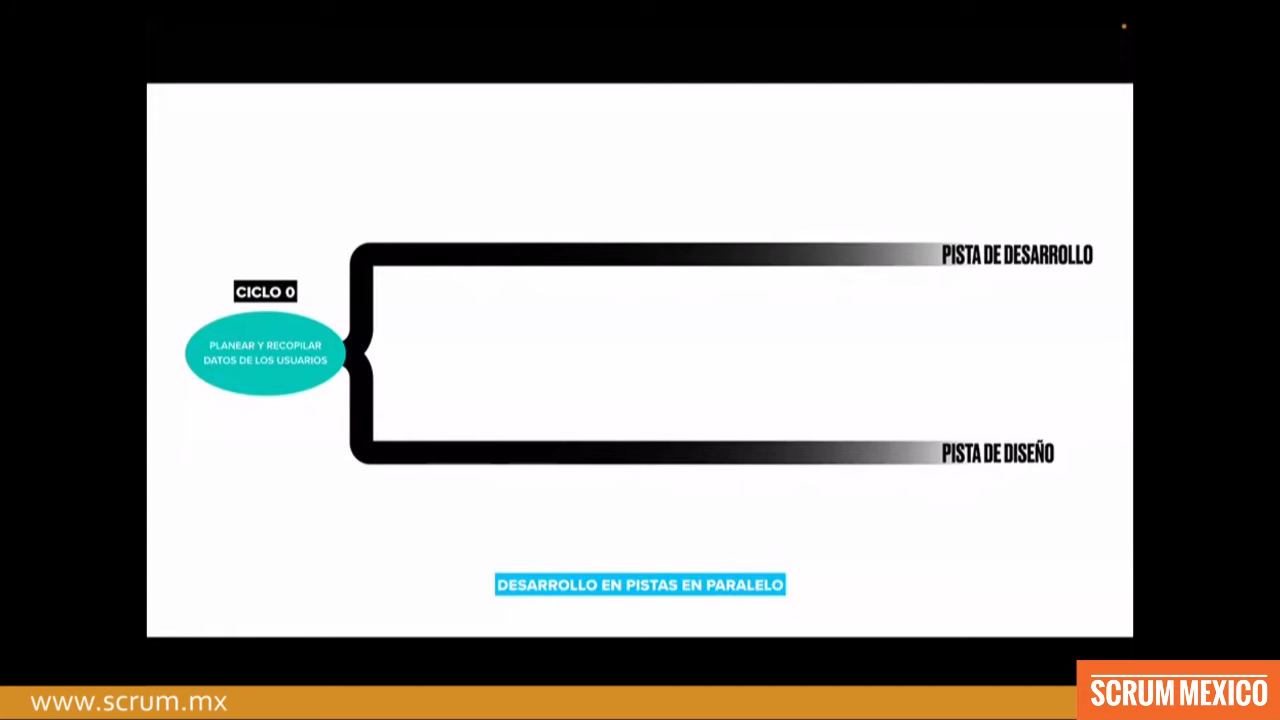 PISTA DE DESARROLLO
CICLO 0
PLANEAR Y RECOPILAR
DATOS DE LOS USUARIOS
PISTA DE DISEÑO
DESARROLLO EN PISTAS EN PARALELO
www.scrum.mx
SCRUM MEXICO